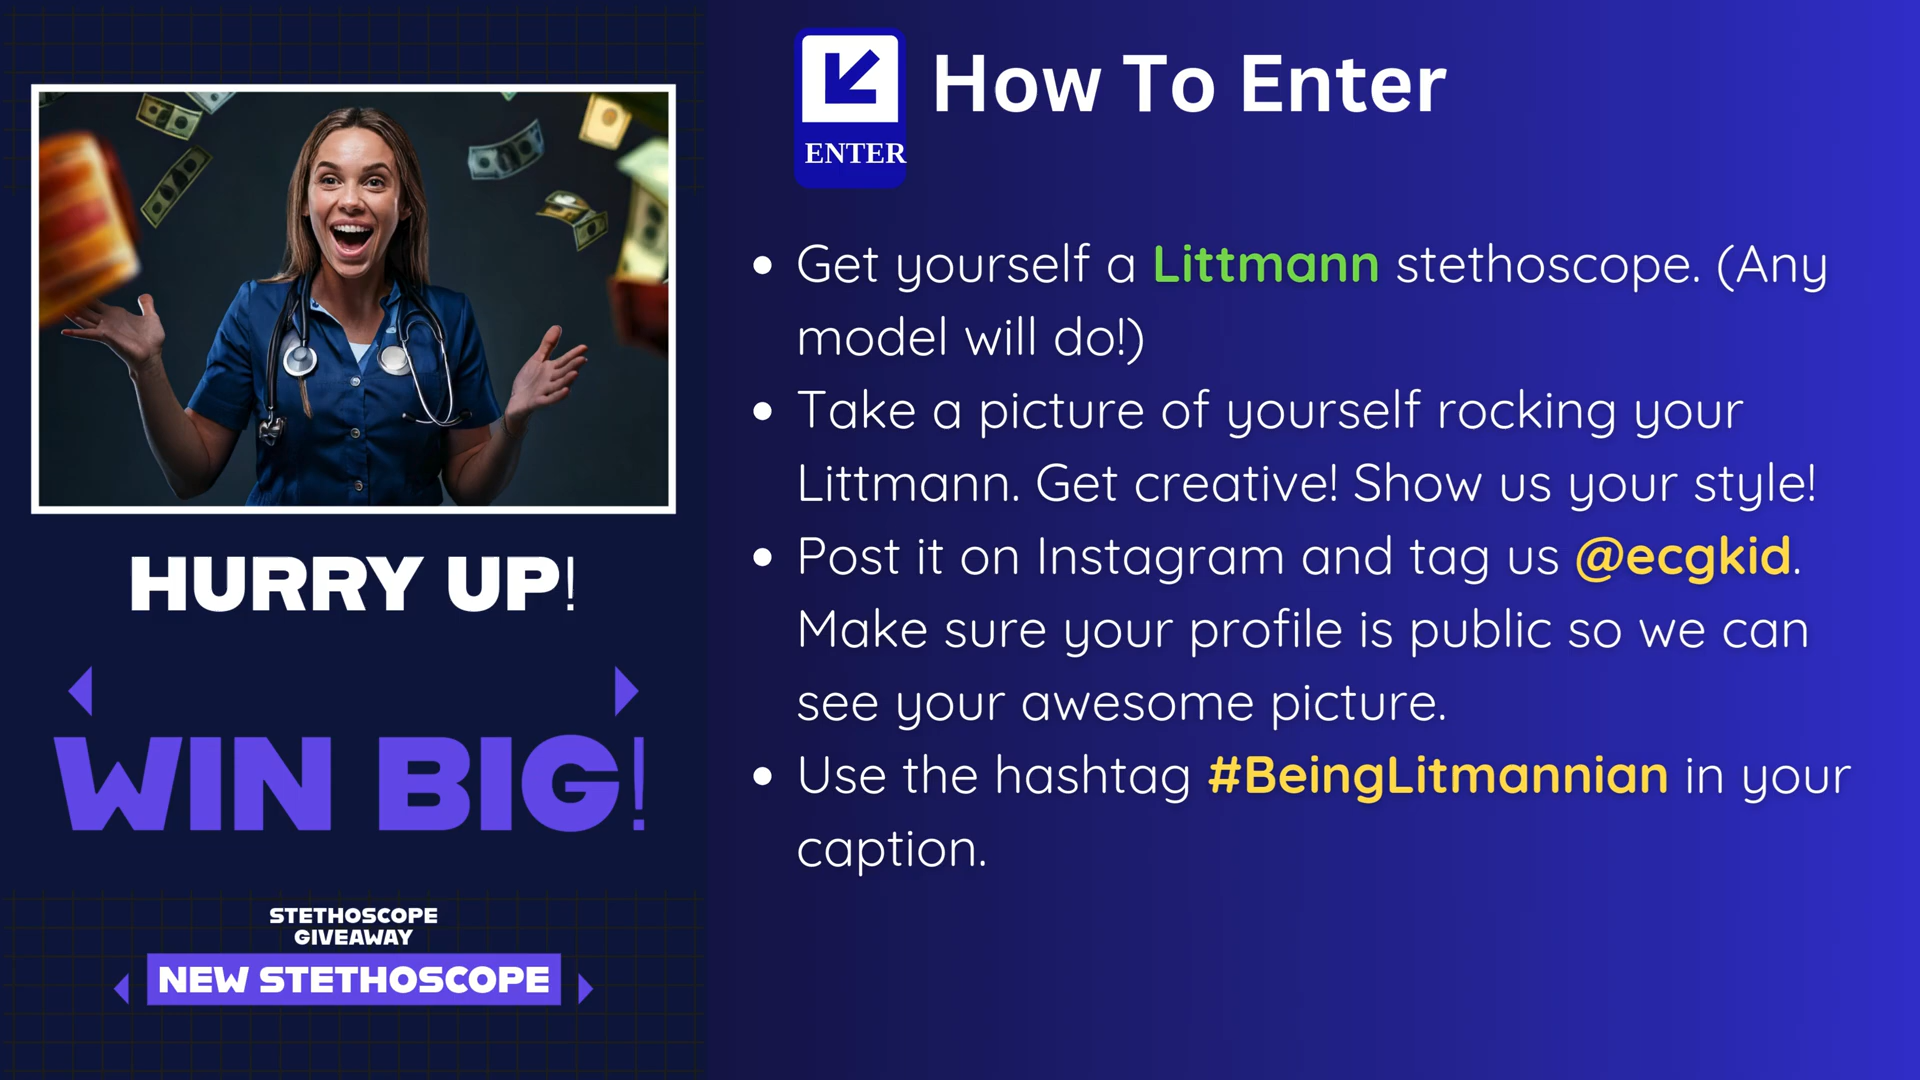 HURRY UP!
WIN BIG!
STETHOSCOPE
GIVEAWAY
NEW STETHOSCOPE
ENTER
How To Enter
• Get yourself a Littmann stethoscope. (Any
model will do!)
• Take a picture of yourself rocking your
Littmann. Get creative! Show us your style!
• Post it on Instagram and tag us @ecgkid.
Make sure your profile is public so we can
see your awesome picture.
• Use the hashtag #BeingLitmannian in your
caption.